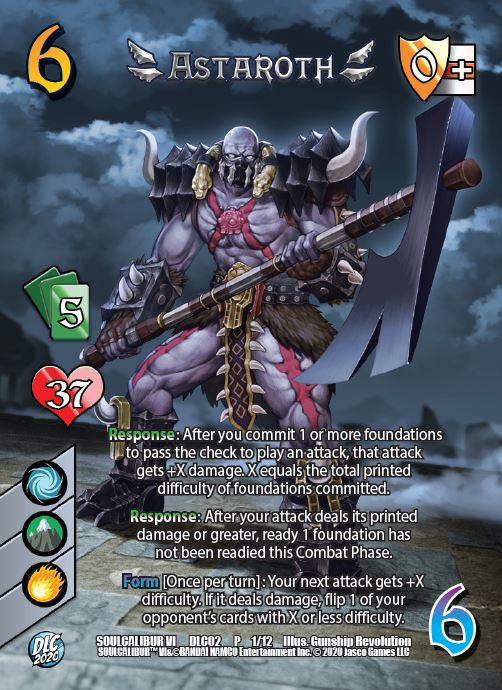 6
ASTAROTH
0 +
5
37
Response: After you commit 1 or more foundations
to pass the check to play an attack, that attack
gets +X damage. X equals the total printed
difficulty of foundations committed.
Response: After your attack deals its printed
damage or greater, ready 1 foundation has
not been readied this Combat Phase.
Form [Once per turn]: Your next attack gets +X
difficulty. If it deals damage, flip 1 of your
opponent's cards with X or less difficulty.
6
DLC
2020
SOULCALIBUR VI DLC02 P 1/12 Illus. Gunship Revolution
SOULCALIBUR™ VI&©BANDAI NAMCO Entertainment Inc. © 2020 Jasco Games LLC